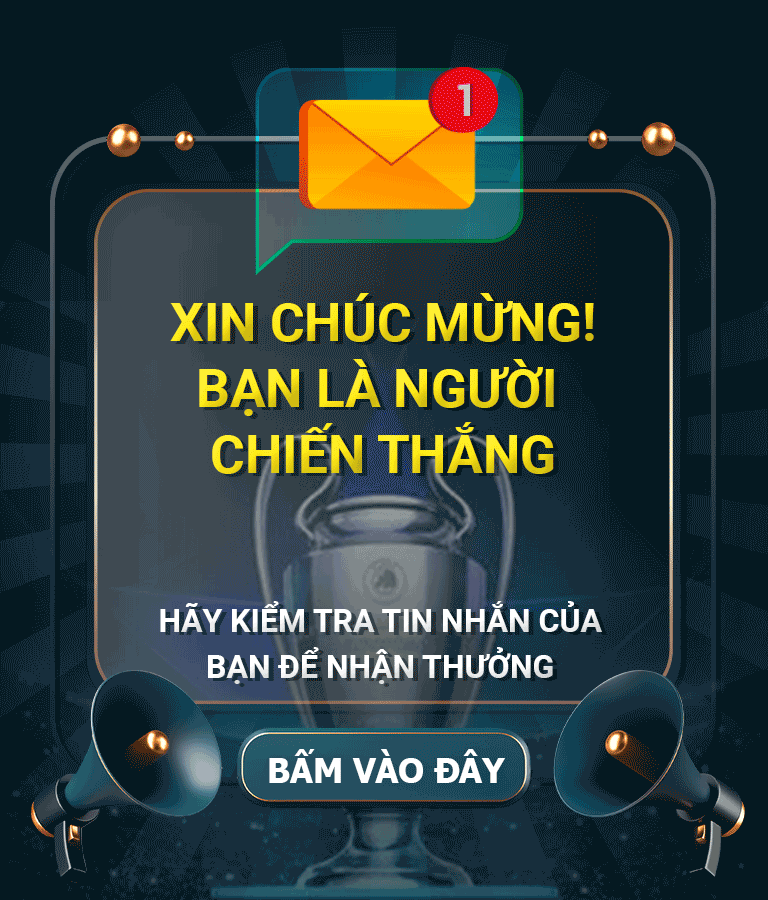 1
XIN CHÚC MỪNG!
BẠN LÀ NGƯỜI
CHIẾN THẮNG
HÃY KIỂM TRA TIN NHẮN CỦA
BẠN ĐỂ NHẬN THƯỞNG
BẤM VÀO ĐÂY